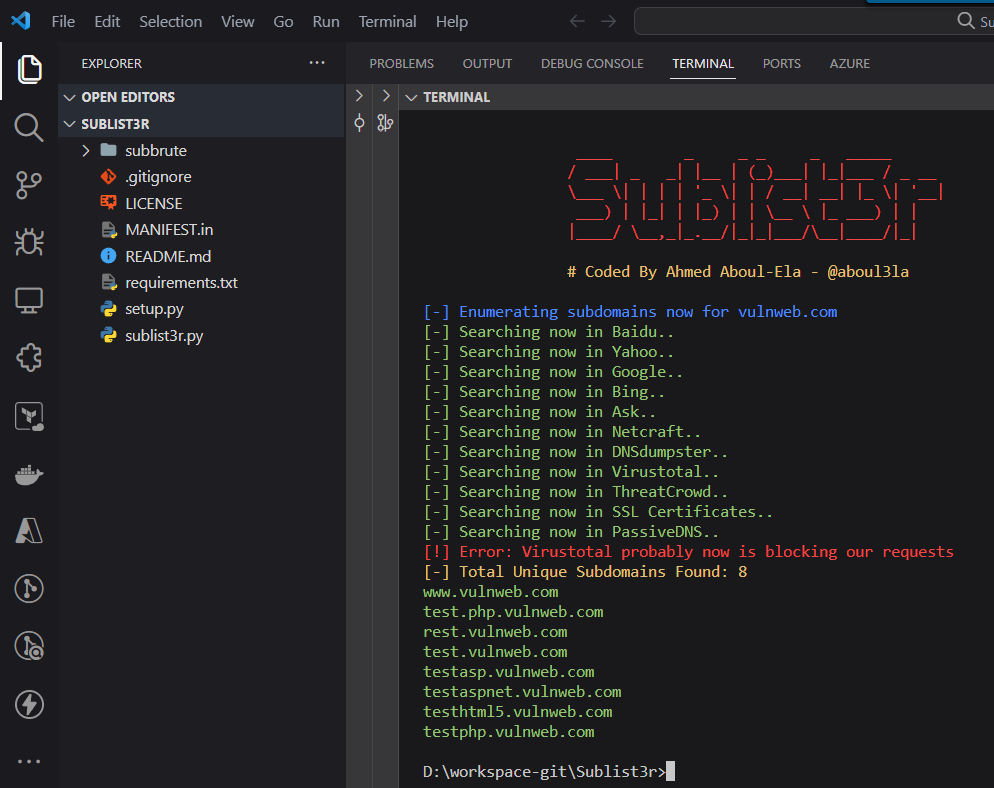 File Edit Selection View Go Run Terminal Help
Su
EXPLORER
PROBLEMS OUTPUT DEBUG CONSOLE TERMINAL PORTS AZURE
OPEN EDITORS
SUBLIST3R
subbrute
.gitignore
LICENSE
MANIFEST.in
README.md
requirements.txt
setup.py
sublist3r.py
TERMINAL
Sublist3r
# Coded By Ahmed Aboul-Ela - @aboul3la
[-] Enumerating subdomains now for vulnweb.com
[-] Searching now in Baidu..
[-] Searching now in Yahoo..
[-] Searching now in Google..
[-] Searching now in Bing..
[-] Searching now in Ask..
[-] Searching now in Netcraft..
[-] Searching now in DNSdumpster..
[-] Searching now in Virustotal..
[-] Searching now in ThreatCrowd..
[-] Searching now in SSL Certificates..
[-] Searching now in PassiveDNS..
[!] Error: Virustotal probably now is blocking our requests
[-] Total Unique Subdomains Found: 8
www.vulnweb.com
test.php.vulnweb.com
rest.vulnweb.com
test.vulnweb.com
testasp.vulnweb.com
testaspnet.vulnweb.com
testhtml5.vulnweb.com
testphp.vulnweb.com
D:\workspace-git\Sublist3r>